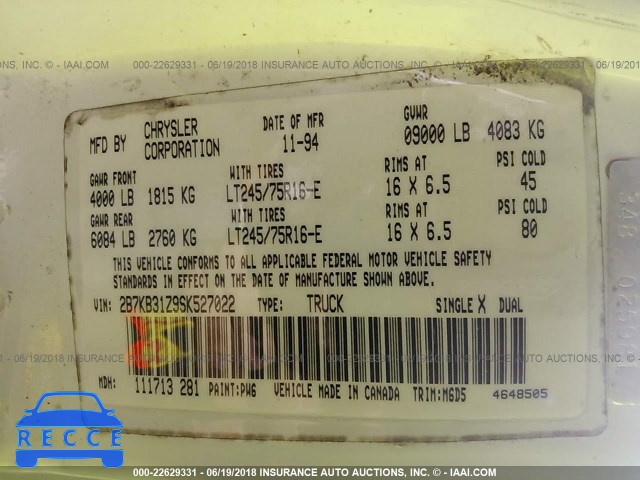 INC. - © - IAAI.COM 000-22629331 - 06/19/2018 INSURANCE AUTO AUCTIONS, INC. - © - IAAI.COM
MFD BY CHRYSLER CORPORATION DATE OF MFR 11-94 GVWR 09000 LB 4083 KG
GAWR FRONT WITH TIRES RIMS AT PSI COLD
4000 LB 1815 KG LT245/75R16-E 16 X 6.5 45
GAWR REAR WITH TIRES RIMS AT PSI COLD
6084 LB 2760 KG LT245/75R16-E 16 X 6.5 80
THIS VEHICLE CONFORMS TO ALL APPLICABLE FEDERAL MOTOR VEHICLE SAFETY
STANDARDS IN EFFECT ON THE DATE OF MANUFACTURE SHOWN ABOVE.
VIN: 2B7KB31Z9SK527022 TYPE: TRUCK SINGLE X DUAL
MDH: 111713 281 PAINT:PW6 VEHICLE MADE IN CANADA TRIM:M6D5 4648505
RECCE
000-22629331 - 06/19/2018 INSURANCE AUTO AUCTIONS, INC. - © - IAAI.COM